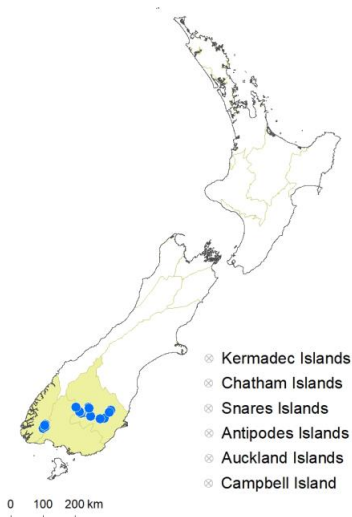 Kermadec Islands
Chatham Islands
Snares Islands
Antipodes Islands
Auckland Islands
Campbell Island
0 100 200 km